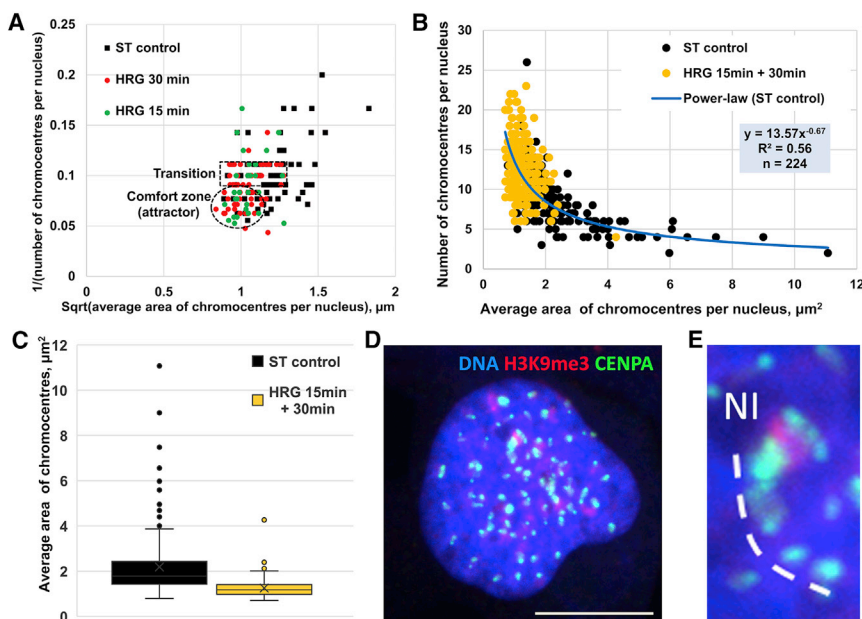 A
1/(number of chromocentres per nucleus)
0.25
0.2
0.15
0.1
0.05
0
ST control
HRG 30 min
HRG 15 min
Transition
Comfort zone
(attractor)
0
0.5
1
1.5
2
Sqrt(average area of chromocentres per nucleus), µm
B
Number of chromocentres per nucleus
30
25
20
15
10
5
0
ST control
HRG 15min + 30min
Power-law (ST control)
y = 13.57x^-0.67
R² = 0.56
n = 224
0
2
4
6
8
10
12
Average area of chromocentres per nucleus, µm²
C
Average area of chromocentres, µm²
12
10
8
6
4
2
0
ST control
HRG 15min
+ 30min
D
DNA H3K9me3 CENPA
E
NI